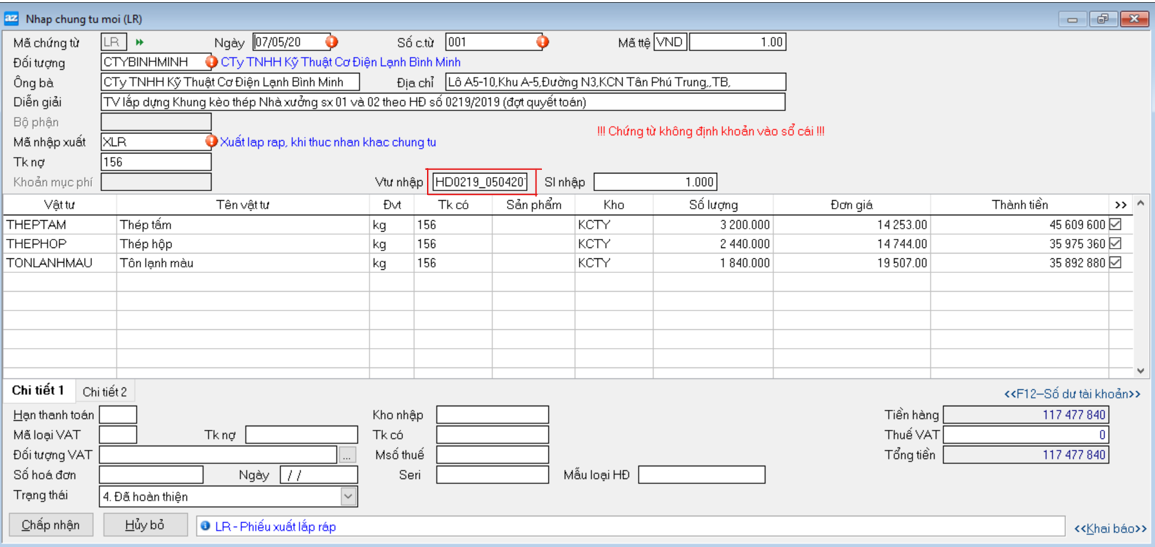 az Nhap chung tu moi (LR)
Mã chứng từ LR Ngày 07/05/20 Số c.từ 001 Mã ttệ VND 1.00
Đối tượng CTYBINHMINH CTy TNHH Kỹ Thuật Cơ Điện Lạnh Bình Minh
Ông bà CTy TNHH Kỹ Thuật Cơ Điện Lạnh Bình Minh Địa chỉ Lô A5-10,Khu A-5,Đường N3,KCN Tân Phú Trung,,TB,
Diễn giải TV lắp dựng Khung kèo thép Nhà xưởng sx 01 và 02 theo HĐ số 0219/2019 (đợt quyết toán)
Bộ phận
!!! Chứng từ không định khoản vào sổ cái !!!
Mã nhập xuất XLR Xuất lap rap, khi thuc nhan khac chung tu
Tk nợ 156
Khoản mục phí Vtư nhập HD0219_050420 Sl nhập 1.000
Vật tư Tên vật tư Đvt Tk có Sản phẩm Kho Số lượng Đơn giá Thành tiền >>
THEPTAM Thép tấm kg 156 KCTY 3 200.000 14 253.00 45 609 600
THEPHOP Thép hộp kg 156 KCTY 2 440.000 14 744.00 35 975 360
TONLANHMAU Tôn lạnh màu kg 156 KCTY 1 840.000 19 507.00 35 892 880
Chi tiết 1 Chi tiết 2 <<F12–Số dư tài khoản>>
Hạn thanh toán Kho nhập Tiền hàng 117 477 840
Mã loại VAT Tk nợ Tk có Thuế VAT 0
Đối tượng VAT ... Msố thuế Tổng tiền 117 477 840
Số hoá đơn Ngày / / Seri Mẫu loại HĐ
Trạng thái 4. Đã hoàn thiện
Chấp nhận Hủy bỏ LR - Phiếu xuất lắp ráp <<Khai báo>>